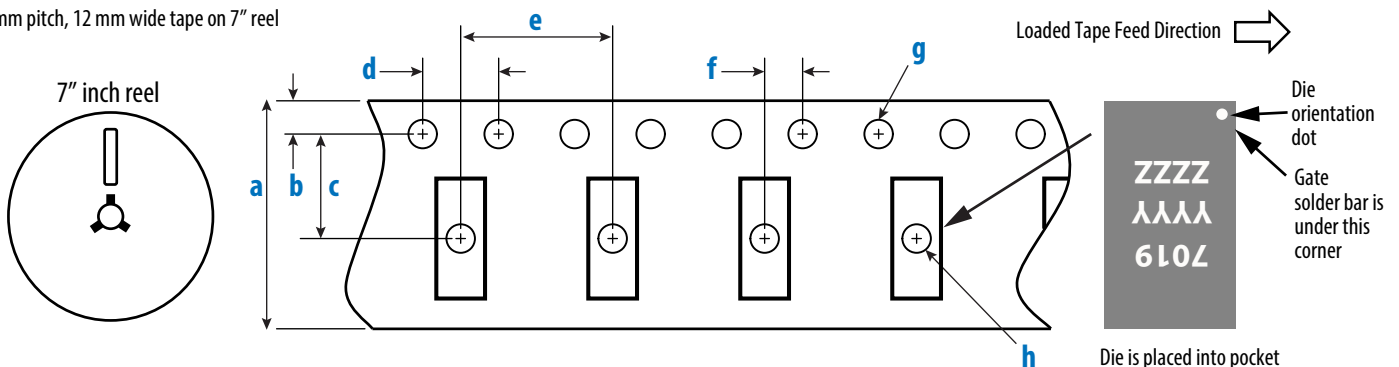 mm pitch, 12 mm wide tape on 7” reel
7” inch reel
e
d
f
g
Loaded Tape Feed Direction
a
b
c
h
Die
orientation
dot
Gate
solder bar is
under this
corner
ZZZZ
YYYY
7019
Die is placed into pocket